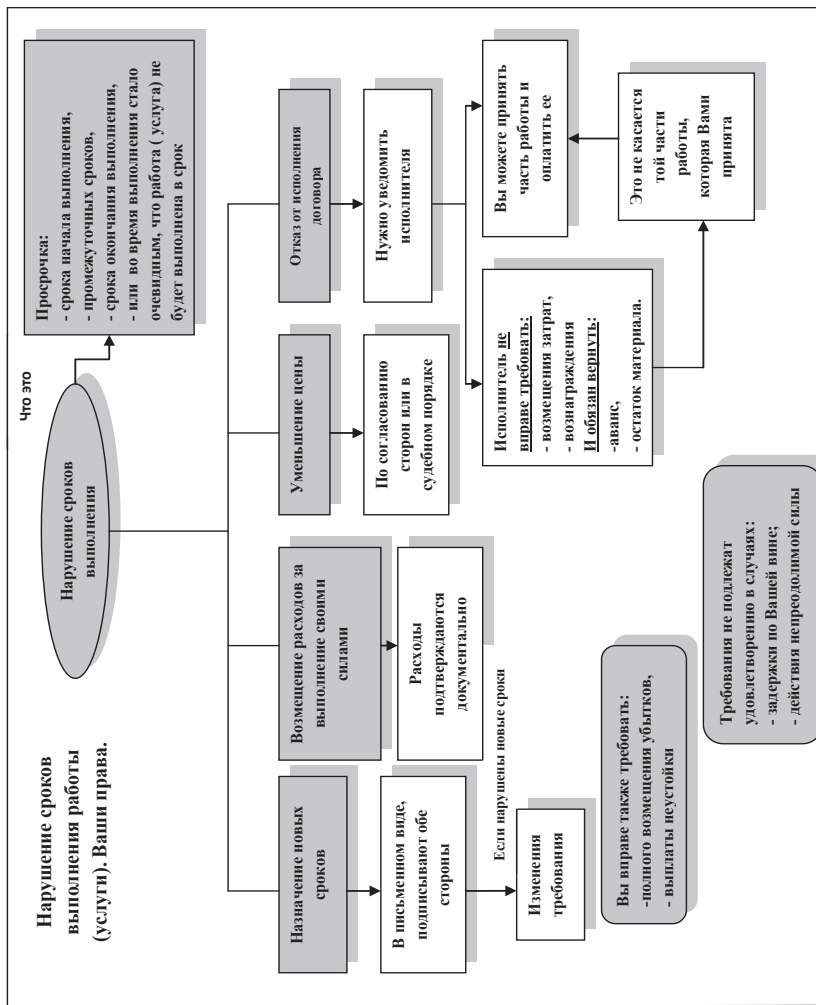 Нарушение сроков
выполнения работы
(услуги). Ваши права.
Нарушение сроков
выполнения
Что это
Просрочка:
- срока начала выполнения,
- промежуточных сроков,
- срока окончания выполнения,
- или во время выполнения стало
очевидным, что работа ( услуга) не
будет выполнена в срок
Назначение новых
сроков
В письменном виде,
подписывают обе
стороны
Если нарушены новые сроки
Изменения
требования
Возмещение расходов за
выполнение своими
силами
Расходы
подтверждаются
документально
Уменьшение цены
По согласованию
сторон или в
судебном порядке
Отказ от исполнения
договора
Нужно уведомить
исполнителя
Исполнитель не
вправе требовать:
- возмещения затрат,
- вознаграждения
И обязан вернуть:
-аванс,
- остаток материала.
Вы можете принять
часть работы и
оплатить ее
Это не касается
той части
работы,
которая Вами
принята
Вы вправе также требовать:
-полного возмещения убытков,
- выплаты неустойки
Требования не подлежат
удовлетворению в случаях:
- задержки по Вашей вине;
- действия непреодолимой силы